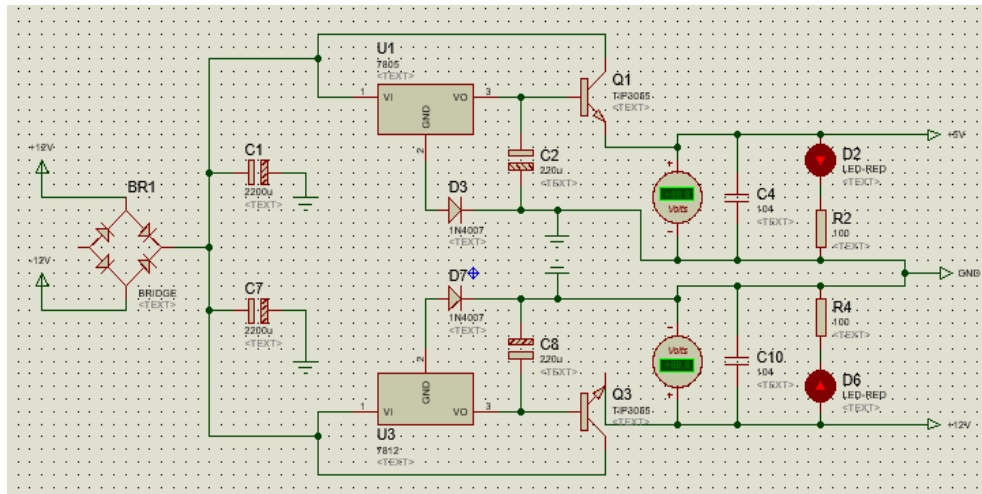 U1
7805
<TEXT>
1
VI
VO
3
GND
2
Q1
TIP3055
<TEXT>
+12V
C1
2200u
<TEXT>
C2
220u
<TEXT>
+5V
D2
LED-RED
<TEXT>
BR1
D3
1N4007
<TEXT>
Volts
C4
104
<TEXT>
R2
100
<TEXT>
-12V
BRIDGE
<TEXT>
D7
1N4007
<TEXT>
GND
C7
2200u
<TEXT>
C8
220u
<TEXT>
Volts
C10
104
<TEXT>
R4
100
<TEXT>
2
GND
1
VI
VO
3
U3
7812
<TEXT>
Q3
TIP3055
<TEXT>
D6
LED-RED
<TEXT>
+12V